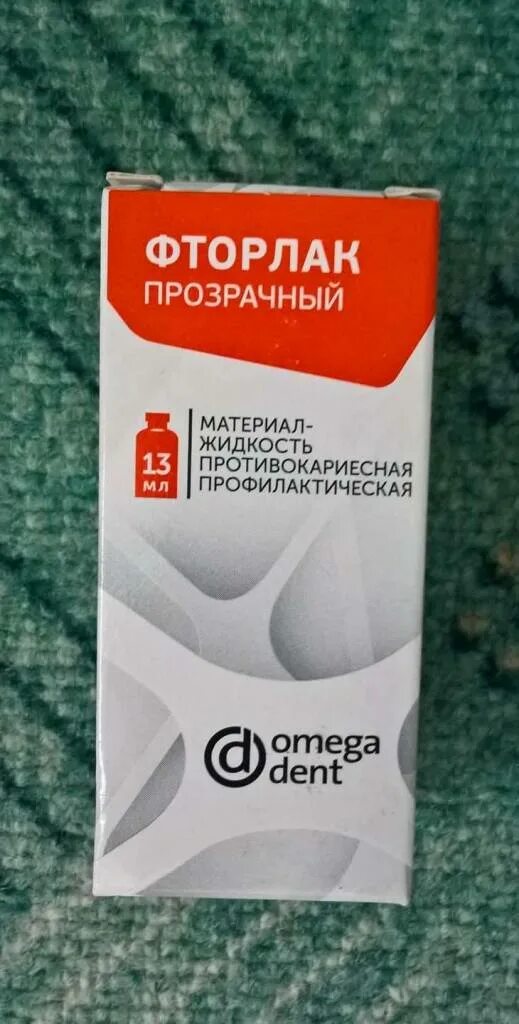 ФТОРЛАК
ПРОЗРАЧНЫЙ
13
МЛ
МАТЕРИАЛ-
ЖИДКОСТЬ
ПРОТИВОКАРИЕСНАЯ
ПРОФИЛАКТИЧЕСКАЯ
omega
dent